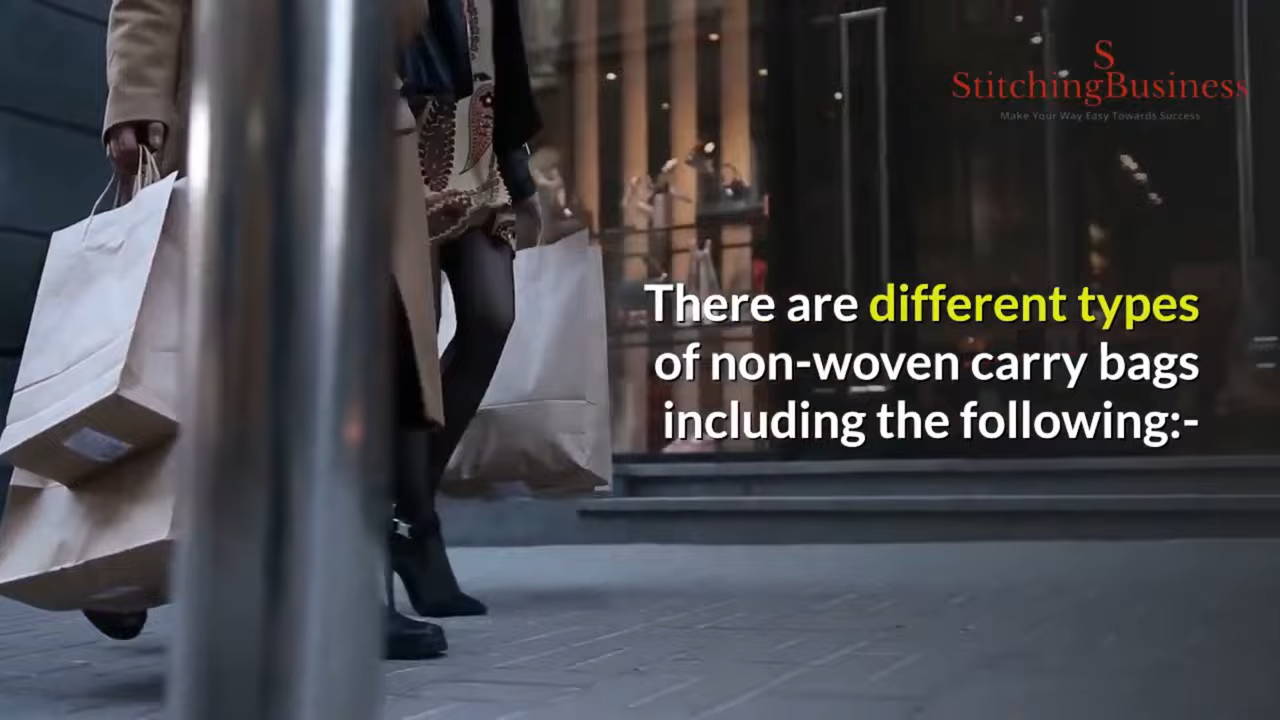 S
StitchingBusiness
Make Your Way Easy Towards Success
There are different types
of non-woven carry bags
including the following:-